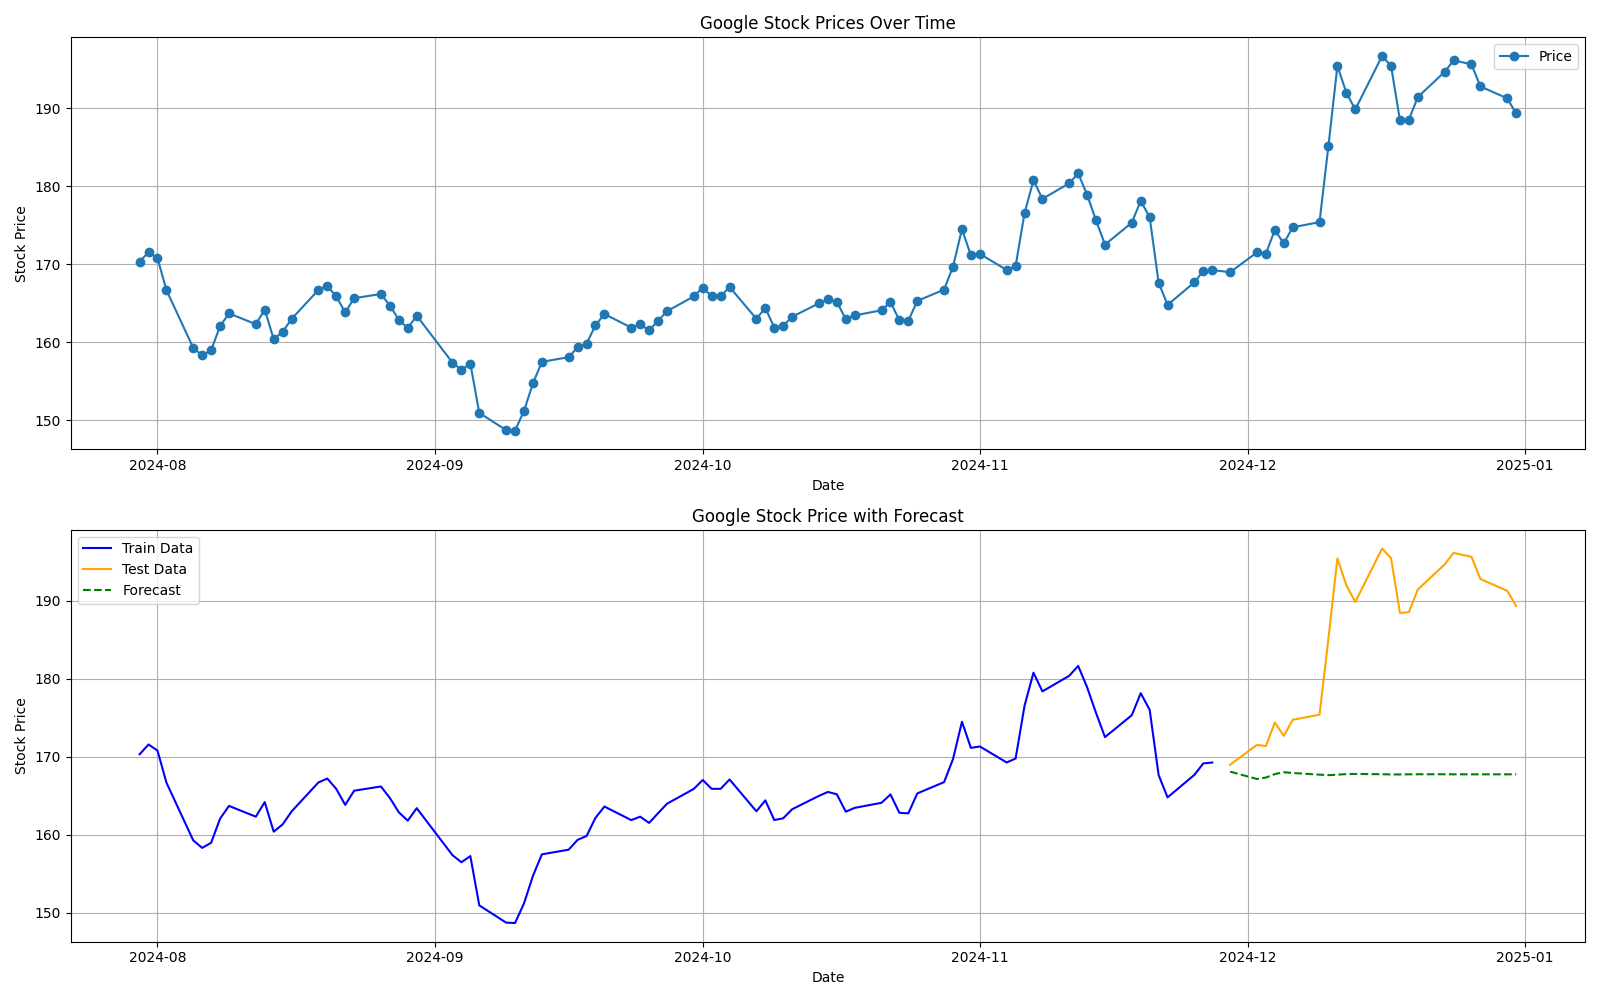 Google Stock Prices Over Time
Price
Stock Price
190
180
170
160
150
2024-08 2024-09 2024-10 2024-11 2024-12 2025-01
Date
Google Stock Price with Forecast
Train Data
Test Data
Forecast
Stock Price
190
180
170
160
150
2024-08 2024-09 2024-10 2024-11 2024-12 2025-01
Date